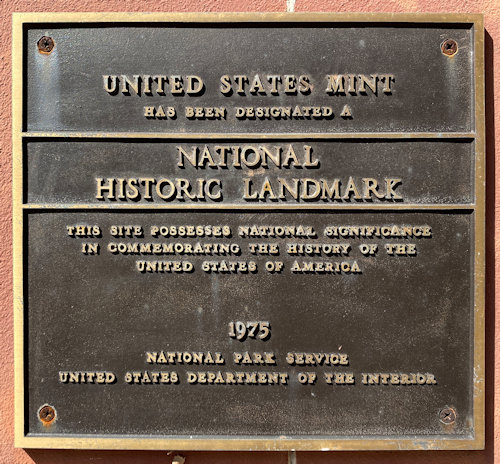 UNITED STATES MINT
HAS BEEN DESIGNATED A
NATIONAL
HISTORIC LANDMARK
THIS SITE POSSESSES NATIONAL SIGNIFICANCE
IN COMMEMORATING THE HISTORY OF THE
UNITED STATES OF AMERICA
1975
NATIONAL PARK SERVICE
UNITED STATES DEPARTMENT OF THE INTERIOR